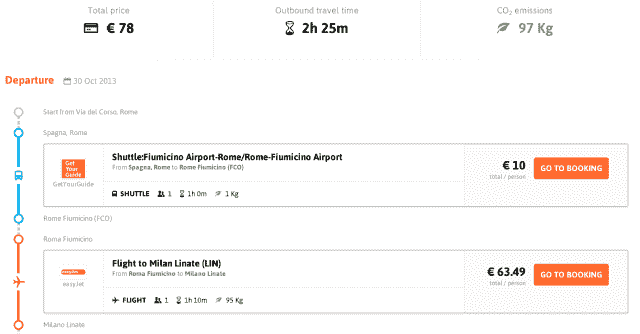 Total price
€ 78
Outbound travel time
2h 25m
CO2 emissions
97 Kg
Departure 30 Oct 2013
Start from Via del Corso, Rome
Spagna, Rome
Get Your Guide
GetYourGuide
Shuttle:Fiumicino Airport-Rome/Rome-Fiumicino Airport
From Spagna, Rome to Rome Fiumicino (FCO)
SHUTTLE 1 1h 0m 1 Kg
€ 10
total / person
GO TO BOOKING
Rome Fiumicino (FCO)
Roma Fiumicino
easyJet
easyJet
Flight to Milan Linate (LIN)
From Roma Fiumicino to Milano Linate
FLIGHT 1 1h 10m 95 Kg
€ 63.49
total / person
GO TO BOOKING
Milano Linate